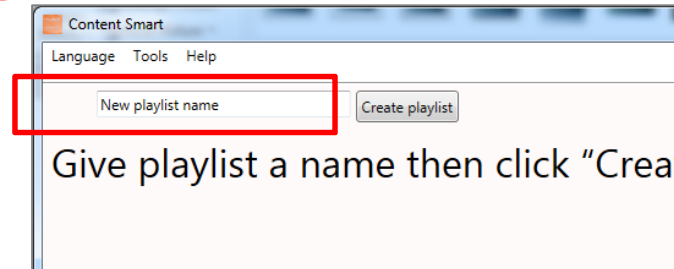 Content Smart
Language Tools Help
New playlist name Create playlist
Give playlist a name then click “Crea